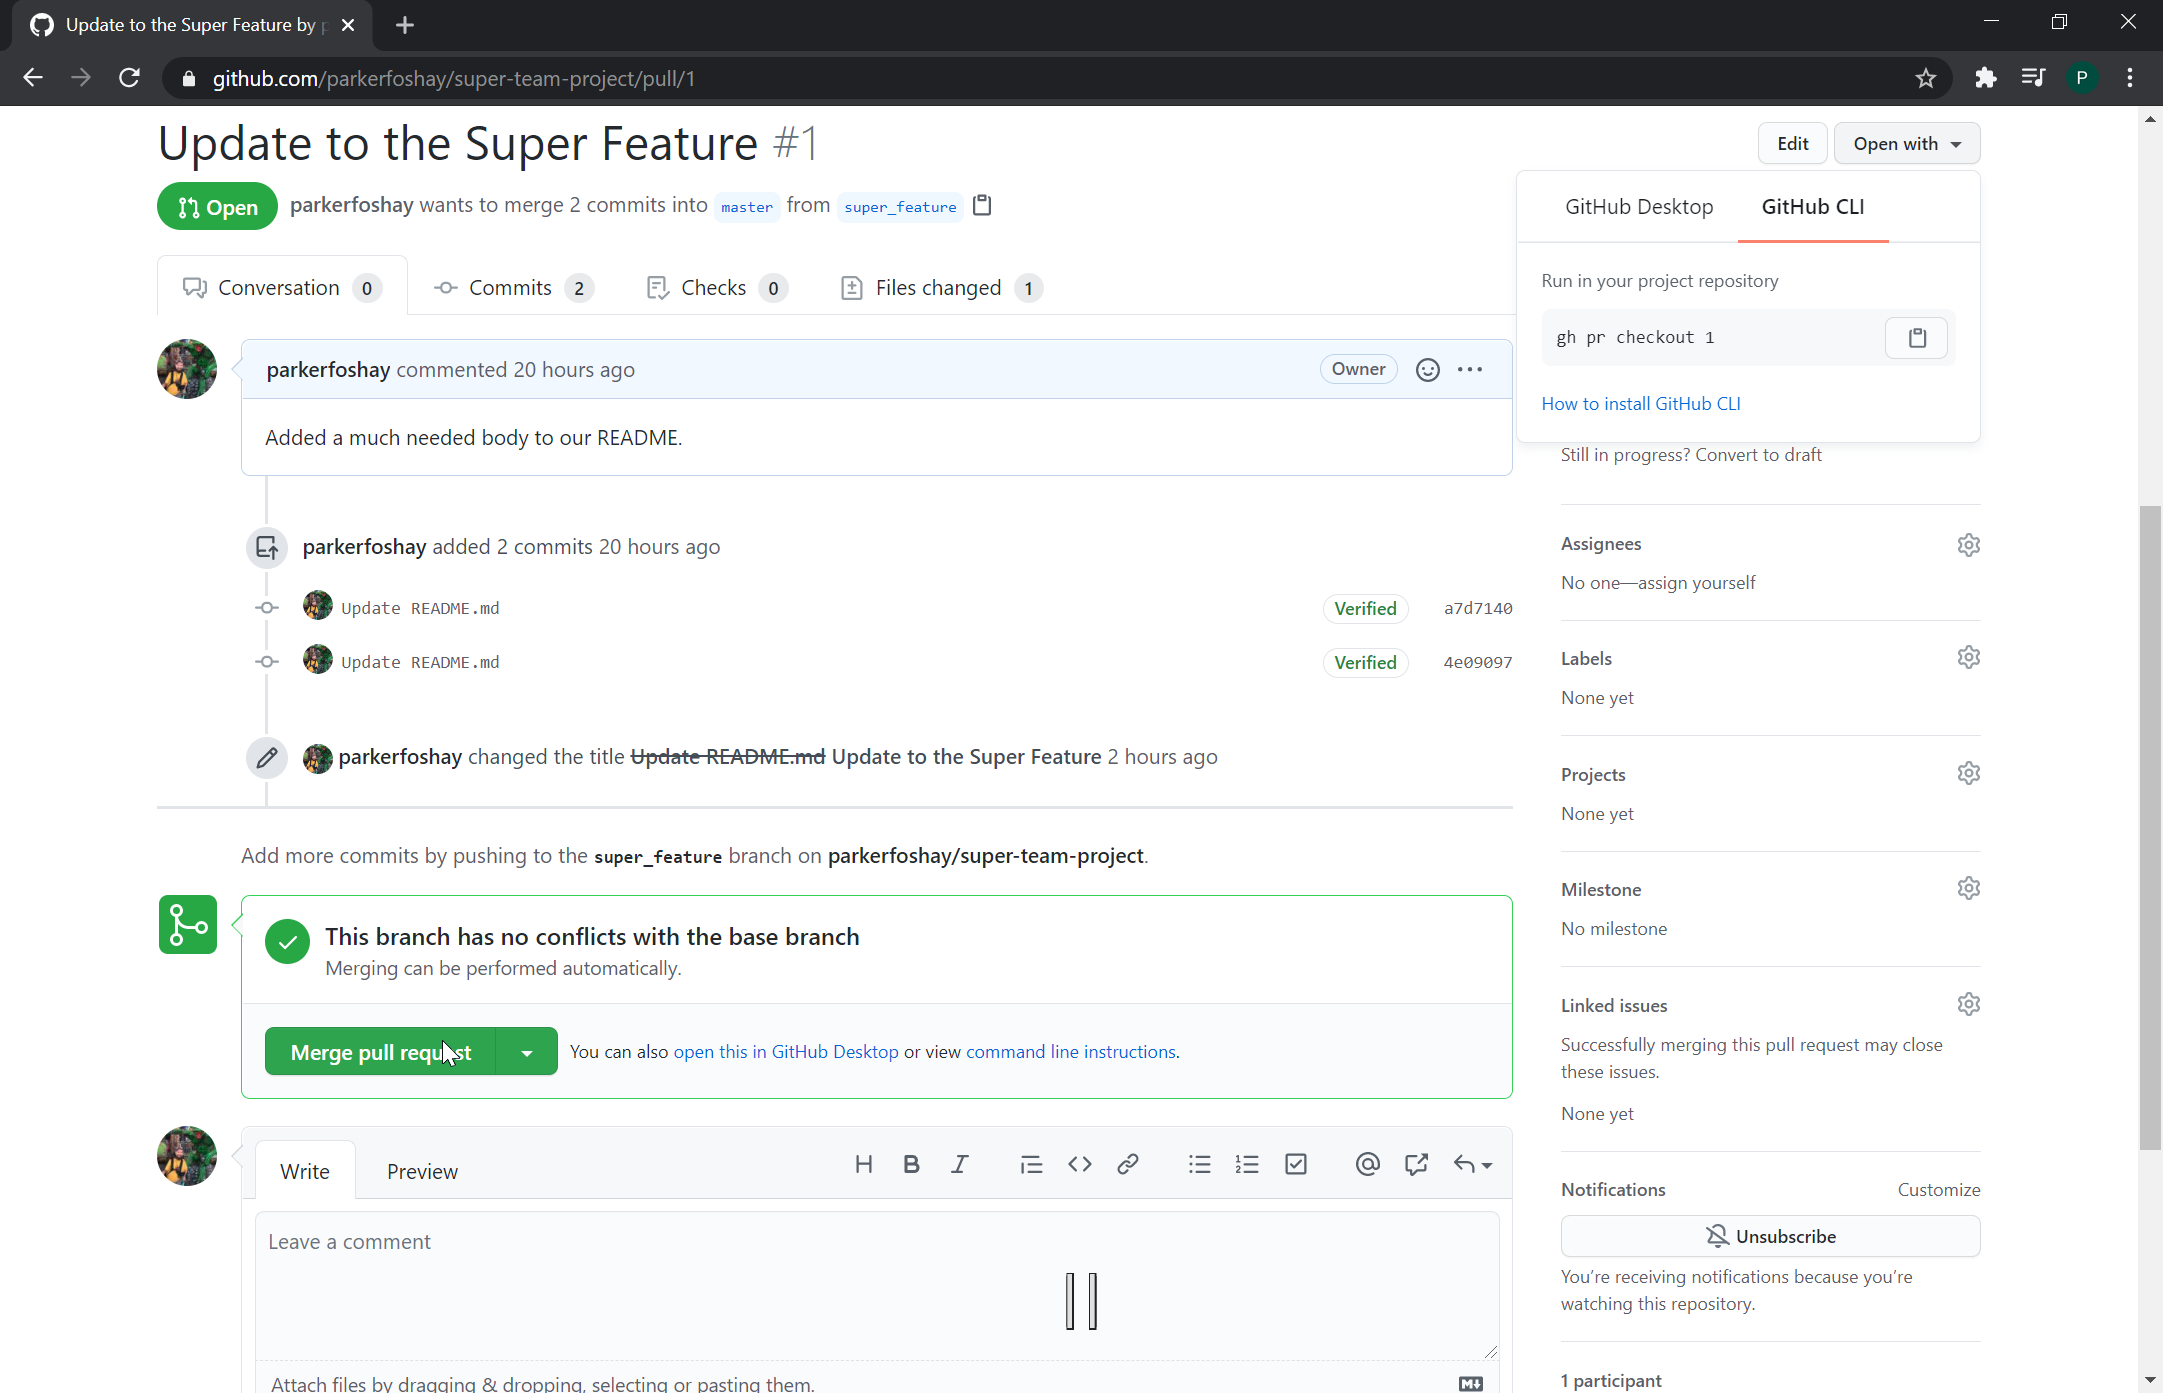 Update to the Super Feature by
github.com/parkerfoshay/super-team-project/pull/1
P
Update to the Super Feature #1
Edit
Open with
Open
parkerfoshay wants to merge 2 commits into master from super_feature
GitHub Desktop
GitHub CLI
Run in your project repository
gh pr checkout 1
How to install GitHub CLI
Conversation 0
Commits 2
Checks 0
Files changed 1
parkerfoshay commented 20 hours ago
Owner
Added a much needed body to our README.
Still in progress? Convert to draft
parkerfoshay added 2 commits 20 hours ago
Update README.md
Verified
a7d7140
Update README.md
Verified
4e09097
parkerfoshay changed the title Update README.md Update to the Super Feature 2 hours ago
Add more commits by pushing to the super_feature branch on parkerfoshay/super-team-project.
This branch has no conflicts with the base branch
Merging can be performed automatically.
Merge pull request
You can also open this in GitHub Desktop or view command line instructions.
Write
Preview
H B I
Leave a comment
Attach files by dragging & dropping, selecting or pasting them.
Assignees
No one—assign yourself
Labels
None yet
Projects
None yet
Milestone
No milestone
Linked issues
Successfully merging this pull request may close
these issues.
None yet
Notifications
Customize
Unsubscribe
You're receiving notifications because you're
watching this repository.
1 participant